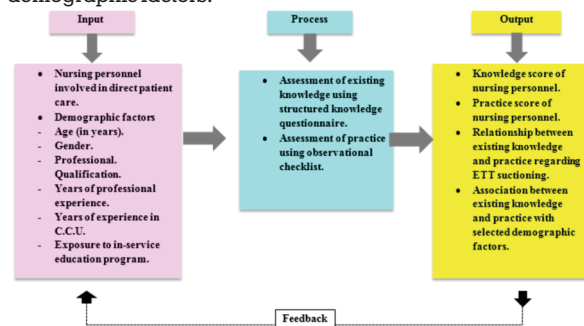 demographic factors.
Input
Process
Output
• Nursing personnel
involved in direct patient
care.
• Demographic factors
- Age (in years).
- Gender.
- Professional.
Qualification.
- Years of professional
experience.
- Years of experience in
C.C.U.
- Exposure to in-service
education program.
• Assessment of existing
knowledge using
structured knowledge
questionnaire.
• Assessment of practice
using observational
checklist.
• Knowledge score of
nursing personnel.
• Practice score of
nursing personnel.
• Relationship between
existing knowledge
and practice regarding
ETT suctioning.
• Association between
existing knowledge
and practice with
selected demographic
factors.
Feedback